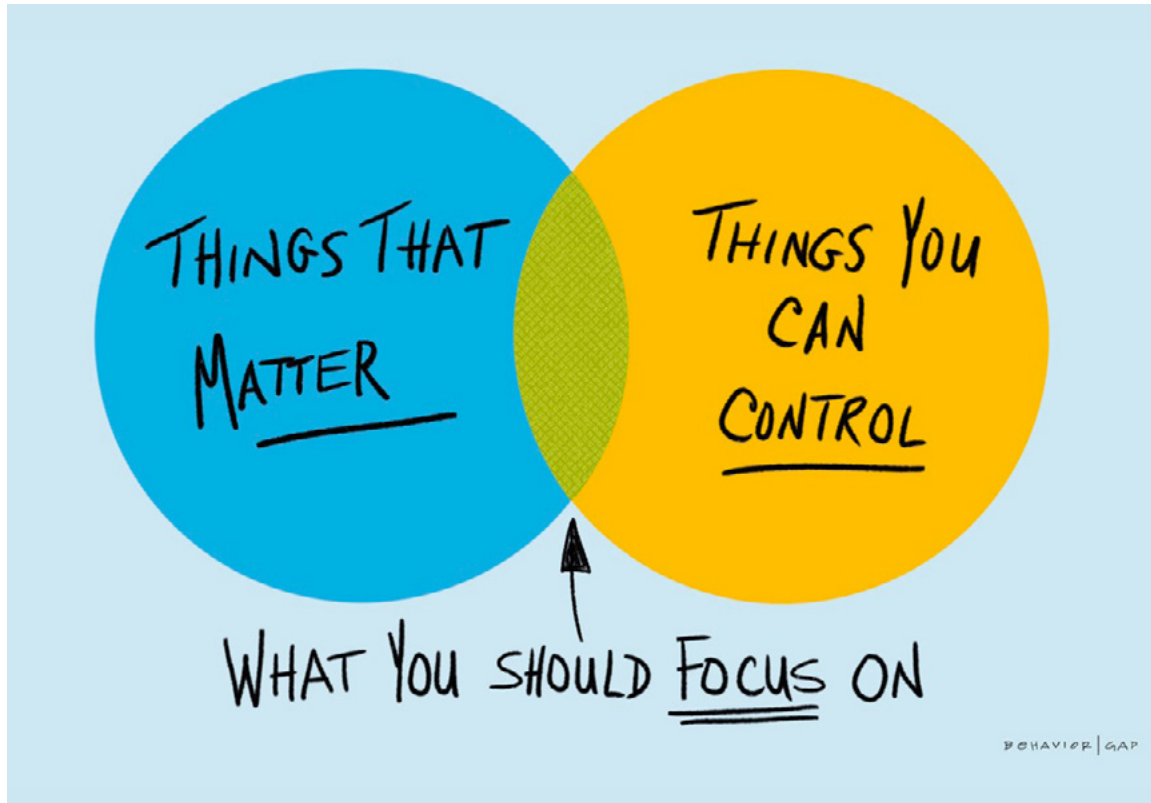 THINGS THAT
MATTER
THINGS YOU
CAN
CONTROL
WHAT YOU SHOULD FOCUS ON
BEHAVIOR|GAP